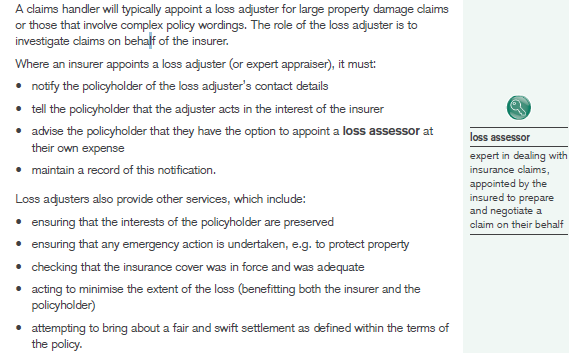 A claims handler will typically appoint a loss adjuster for large property damage claims
or those that involve complex policy wordings. The role of the loss adjuster is to
investigate claims on behalf of the insurer.
Where an insurer appoints a loss adjuster (or expert appraiser), it must:
• notify the policyholder of the loss adjuster's contact details
• tell the policyholder that the adjuster acts in the interest of the insurer
• advise the policyholder that they have the option to appoint a loss assessor at
their own expense
• maintain a record of this notification.
Loss adjusters also provide other services, which include:
• ensuring that the interests of the policyholder are preserved
• ensuring that any emergency action is undertaken, e.g. to protect property
• checking that the insurance cover was in force and was adequate
• acting to minimise the extent of the loss (benefitting both the insurer and the
policyholder)
• attempting to bring about a fair and swift settlement as defined within the terms of
the policy.
loss assessor
expert in dealing with
insurance claims,
appointed by the
insured to prepare
and negotiate a
claim on their behalf